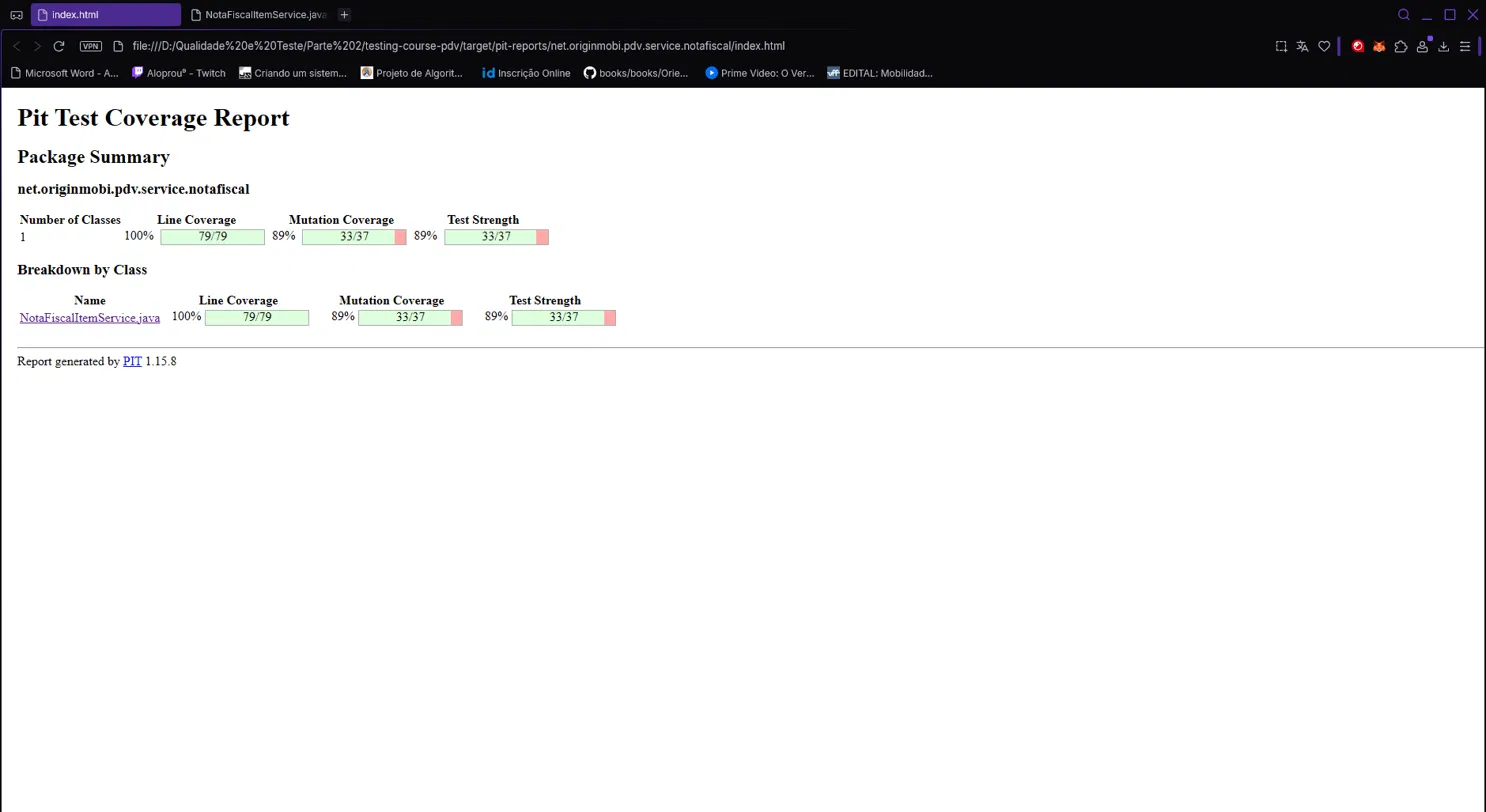 index.html
NotaFiscalItemService.java
VPN
file:///D:/Qualidade%20e%20Teste/Parte%202/testing-course-pdv/target/pit-reports/net.originmobi.pdv.service.notafiscal/index.html
Microsoft Word - A... Aloprouº - Twitch Criando um sistem... Projeto de Algorit... id Inscrição Online books/books/Orie... Prime Video: O Ver... uff EDITAL: Mobilidad...
Pit Test Coverage Report
Package Summary
net.originmobi.pdv.service.notafiscal
Number of Classes Line Coverage Mutation Coverage Test Strength
1 100% 79/79 89% 33/37 89% 33/37
Breakdown by Class
Name Line Coverage Mutation Coverage Test Strength
NotaFiscalItemService.java 100% 79/79 89% 33/37 89% 33/37
Report generated by PIT 1.15.8